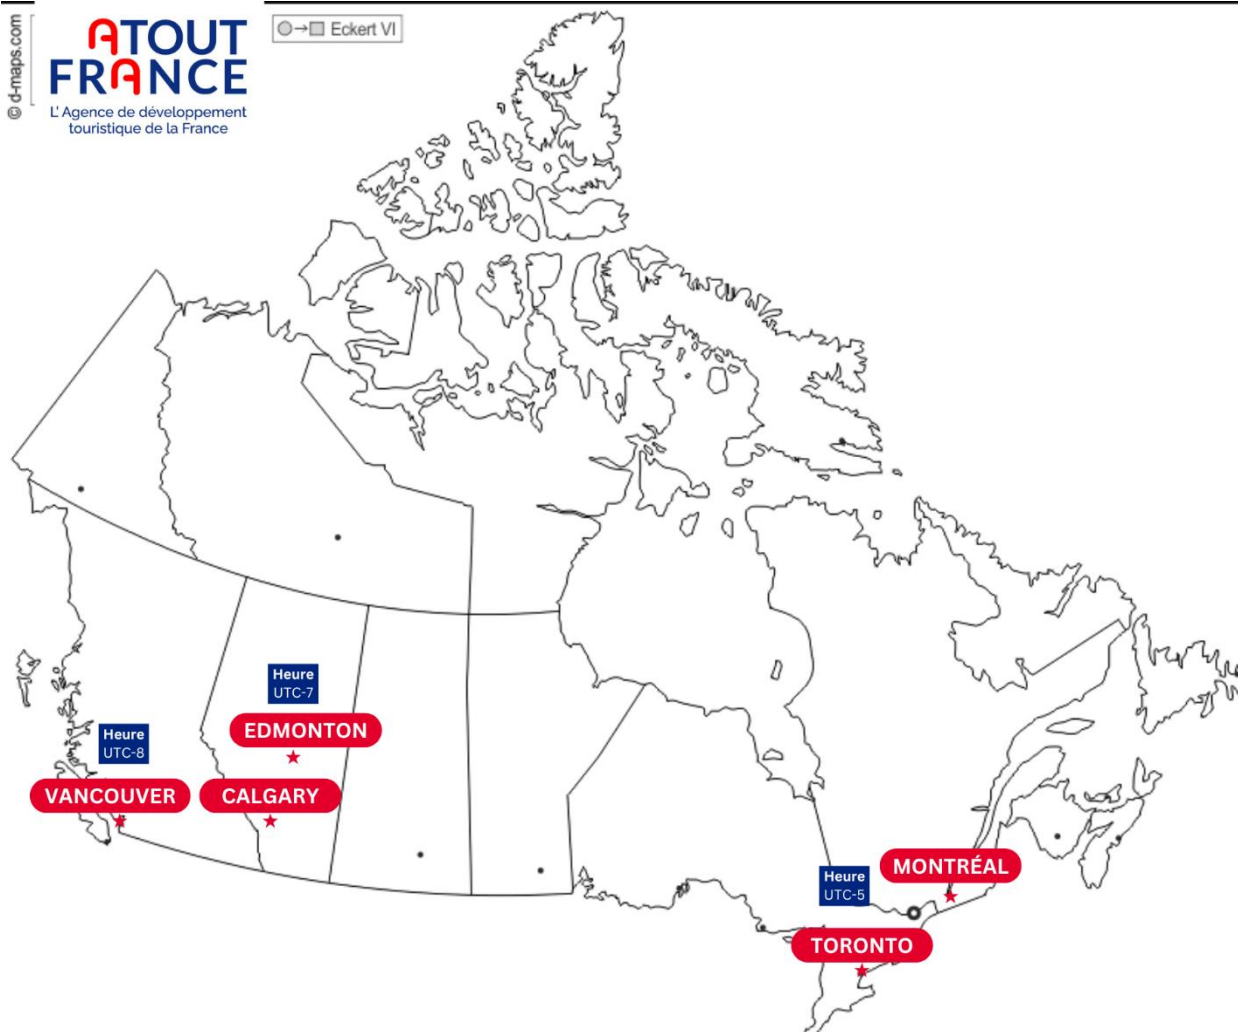 © d-maps.com
ATOUT
FRANCE
L'Agence de développement
touristique de la France
Eckert VI
Heure
UTC-7
EDMONTON
Heure
UTC-8
VANCOUVER
CALGARY
MONTRÉAL
Heure
UTC-5
TORONTO